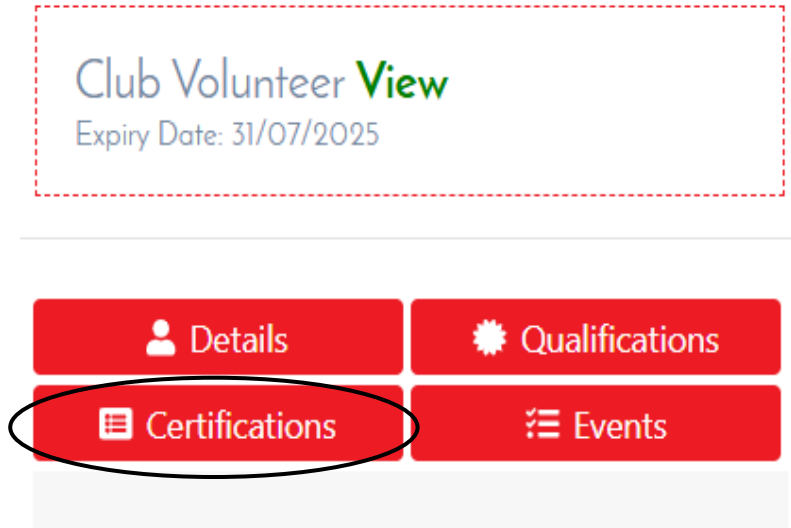 Club Volunteer View
Expiry Date: 31/07/2025
Details
Qualifications
Certifications
Events